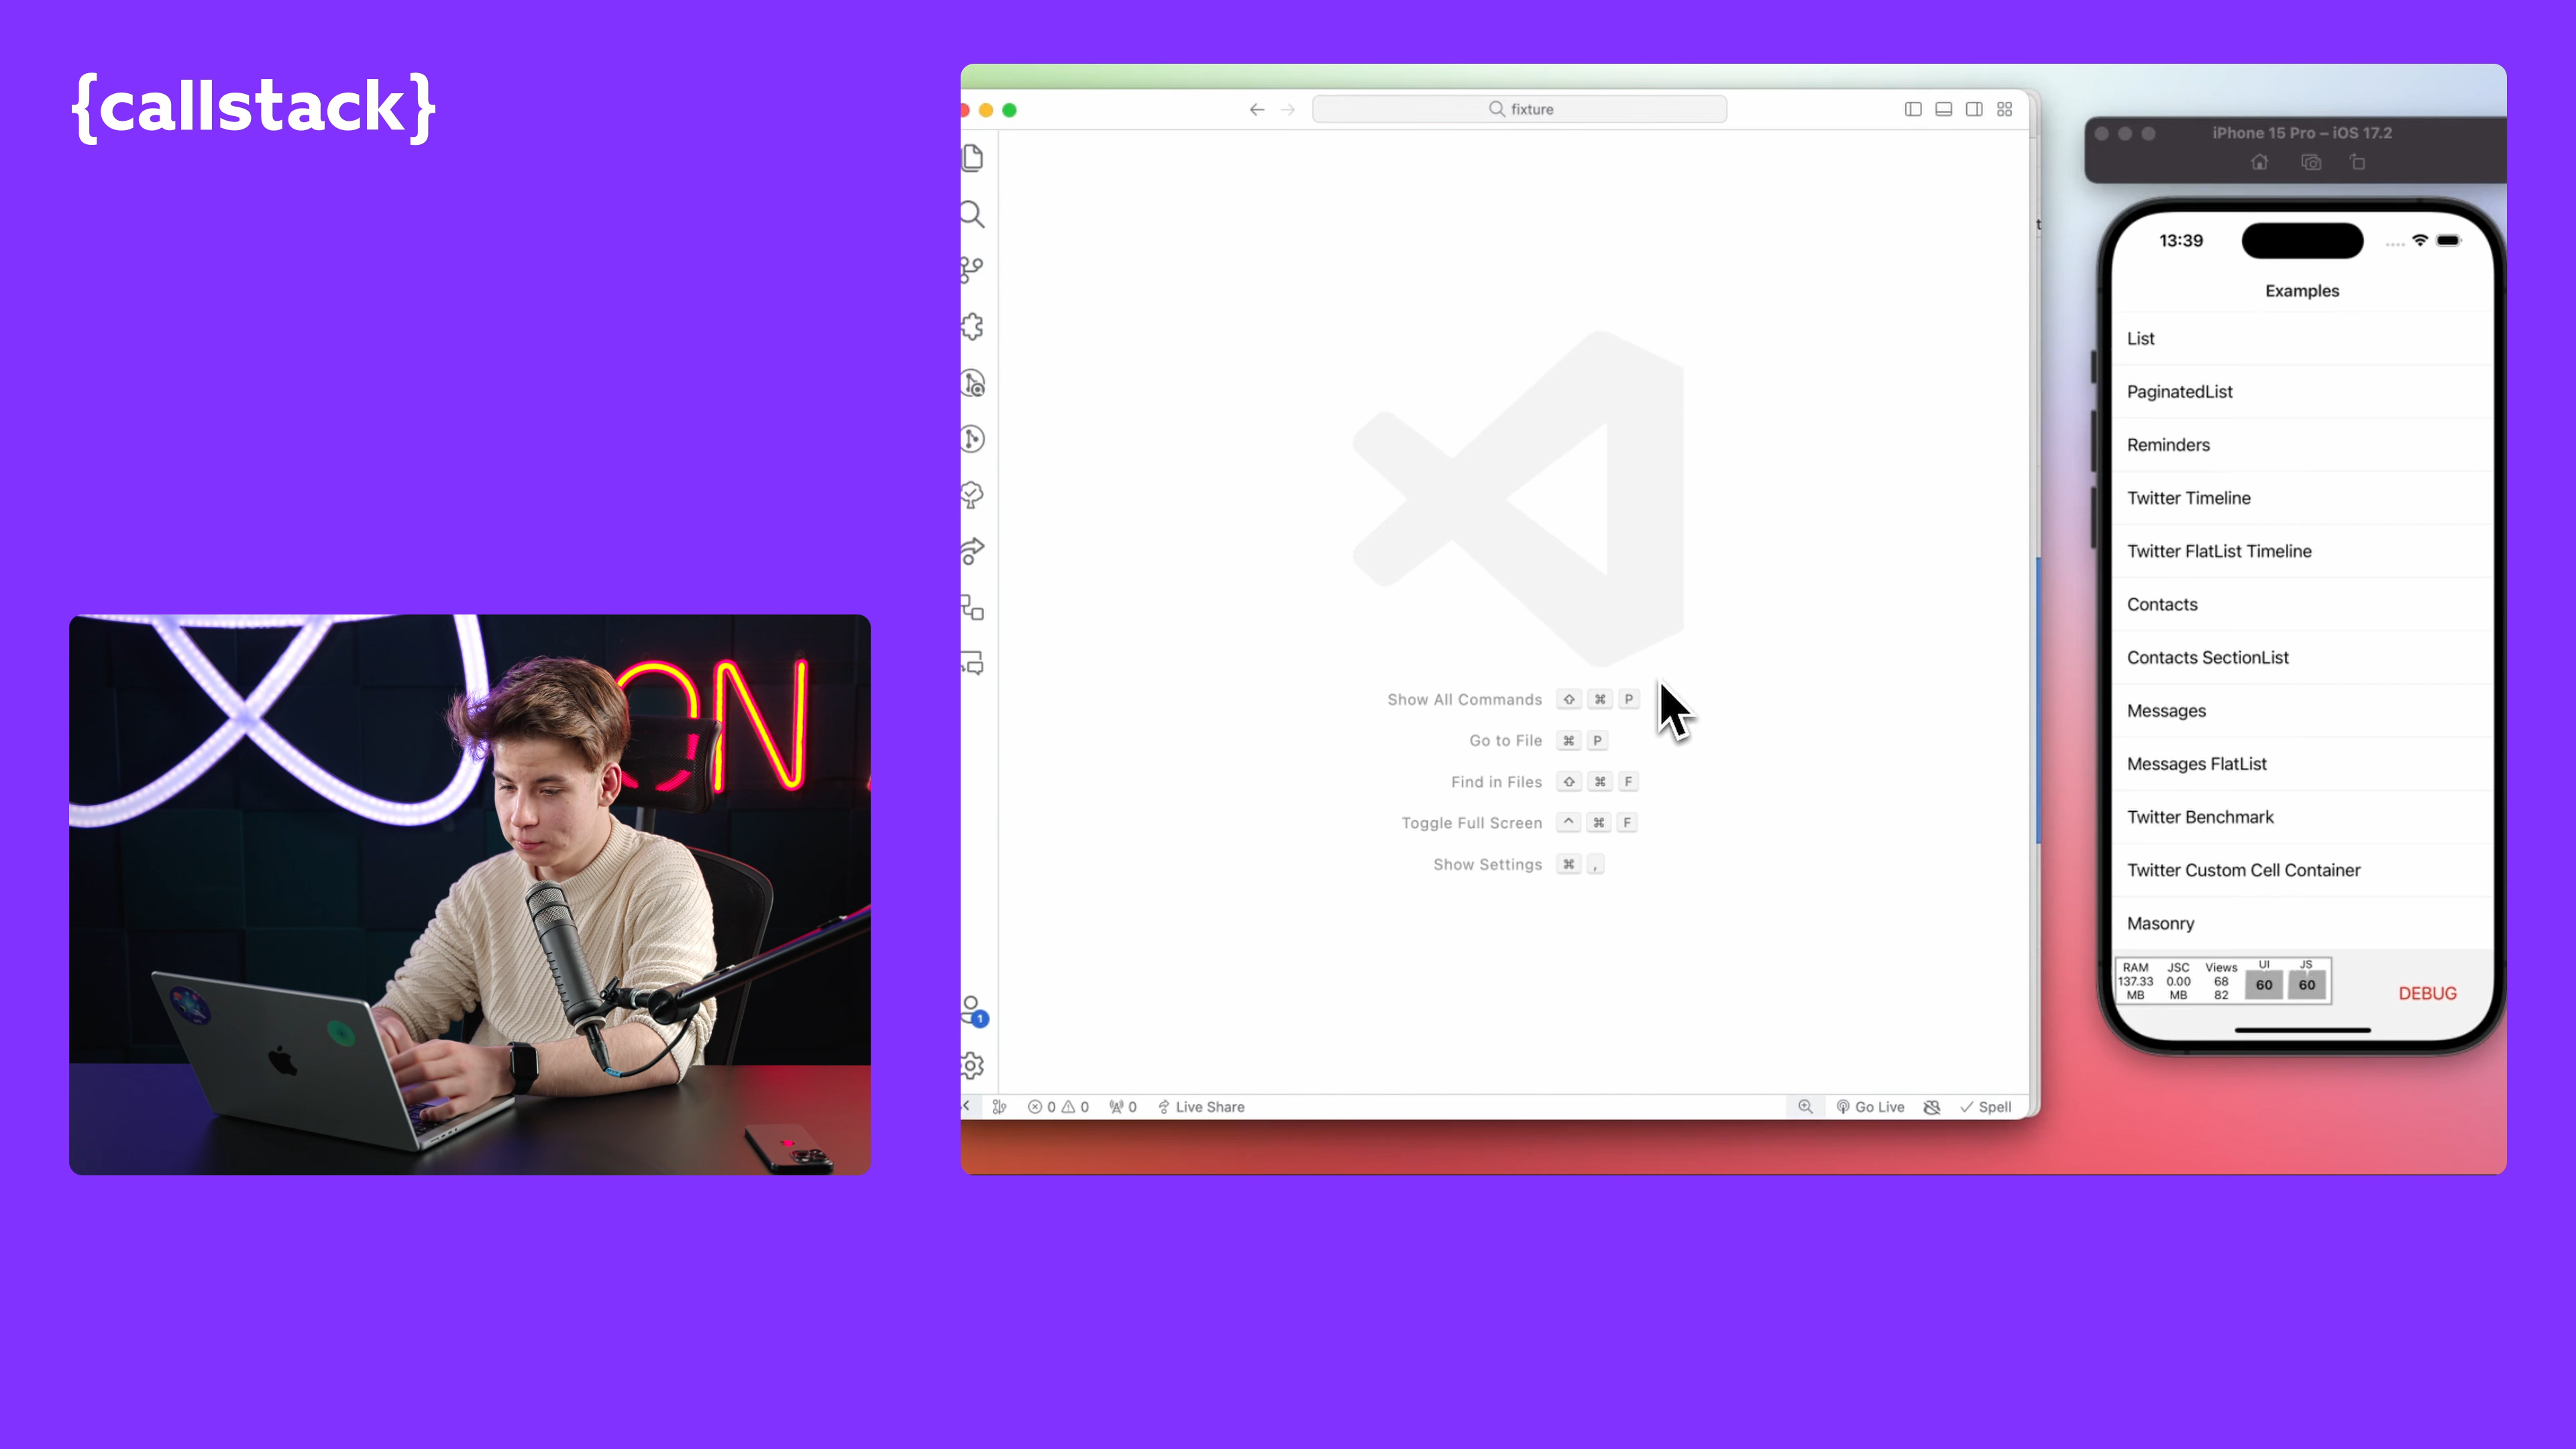 {callstack}
fixture
Show All Commands ⇧ ⌘ P
Go to File ⌘ P
Find in Files ⇧ ⌘ F
Toggle Full Screen ^ ⌘ F
Show Settings ⌘ ,
1
0 0 0 Live Share
Go Live Spell
t
iPhone 15 Pro – iOS 17.2
13:39
Examples
List
PaginatedList
Reminders
Twitter Timeline
Twitter FlatList Timeline
Contacts
Contacts SectionList
Messages
Messages FlatList
Twitter Benchmark
Twitter Custom Cell Container
Masonry
RAM JSC Views UI JS
137.33 0.00 68 60 60
MB MB 82
DEBUG
ON